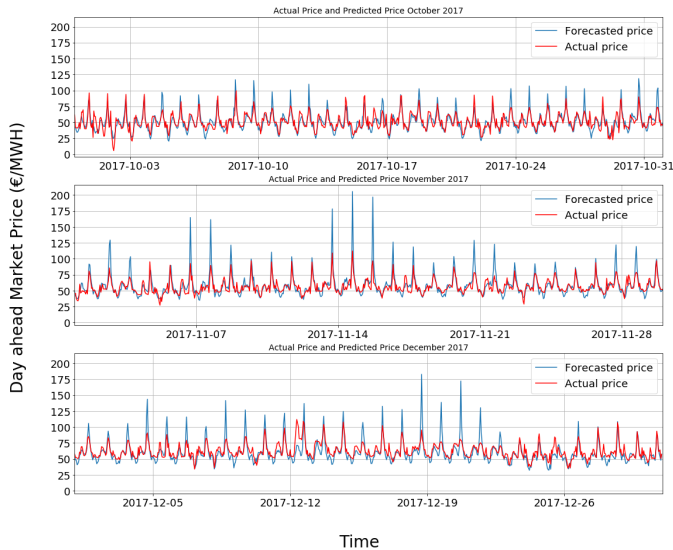 Actual Price and Predicted Price October 2017
200
175
150
125
100
75
50
25
0
Forecasted price
Actual price
2017-10-03 2017-10-10 2017-10-17 2017-10-24 2017-10-31
Actual Price and Predicted Price November 2017
200
175
150
125
100
75
50
25
0
Forecasted price
Actual price
2017-11-07 2017-11-14 2017-11-21 2017-11-28
Actual Price and Predicted Price December 2017
200
175
150
125
100
75
50
25
0
Forecasted price
Actual price
2017-12-05 2017-12-12 2017-12-19 2017-12-26
Day ahead Market Price (€/MWH)
Time